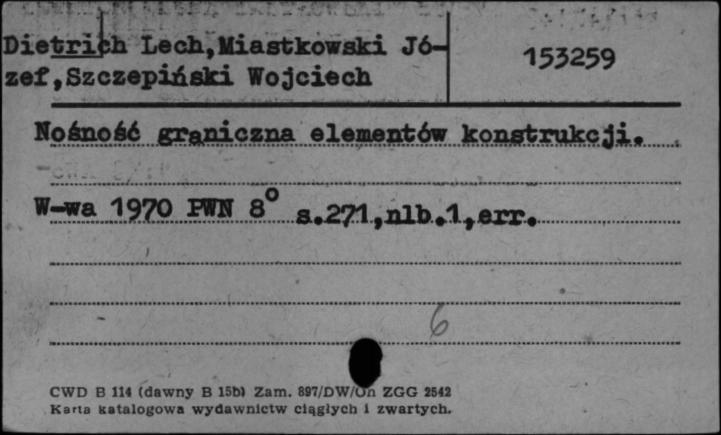 Dietrich Lech,Miastkowski Jó-
zef,Szczepiński Wojciech
153259
Nośność graniczna elementów konstrukcji.
W-wa 1970 PWN 8° s.271,nlb.1,err.
6
CWD B 114 (dawny B 15b) Zam. 897/DW/On ZGG 2542
Karta katalogowa wydawnictw ciągłych i zwartych.